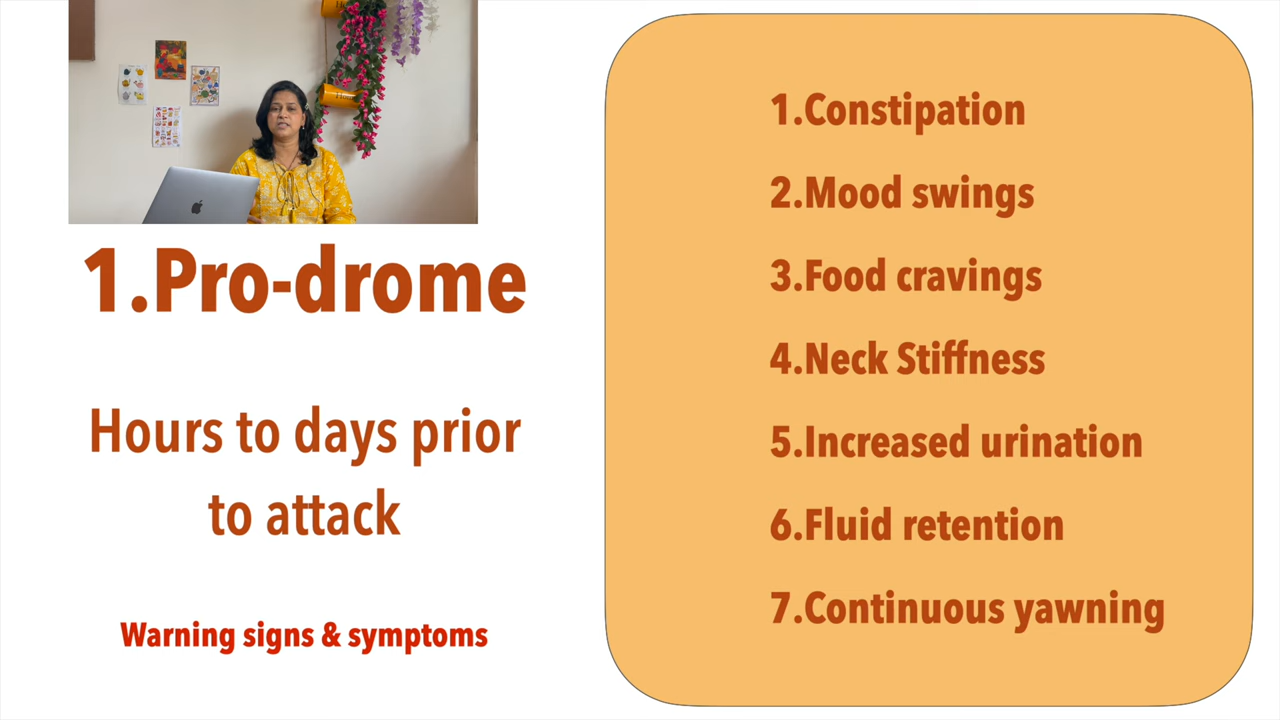 1.Pro-drome
Hours to days prior
to attack
Warning signs & symptoms
1.Constipation
2.Mood swings
3.Food cravings
4.Neck Stiffness
5.Increased urination
6.Fluid retention
7.Continuous yawning